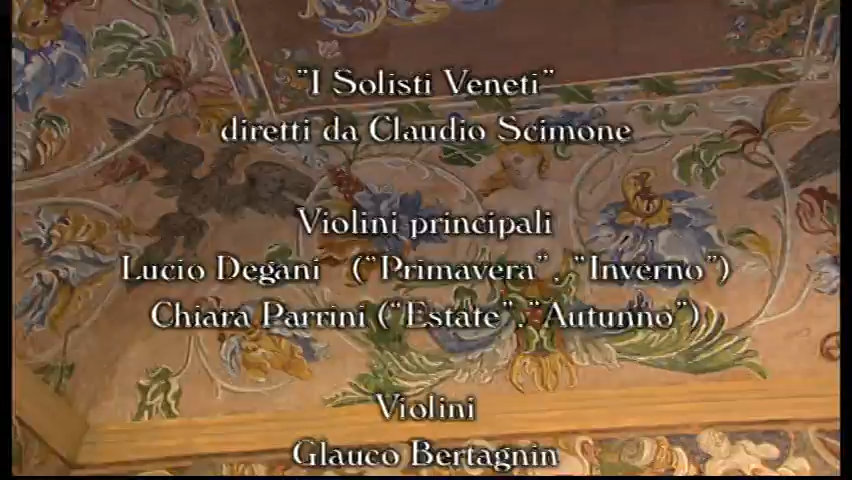 "I Solisti Veneti"
diretti da Claudio Scimone
Violini principali
Lucio Degani ("Primavera", "Inverno")
Chiara Parrini ("Estate","Autunno")
Violini
Glauco Bertagnin